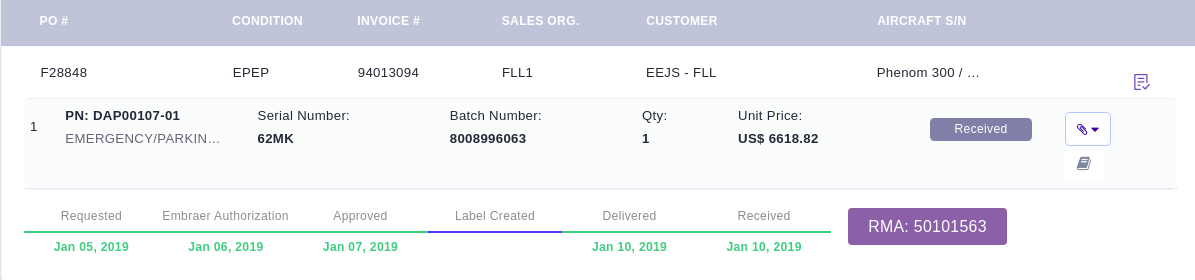 PO # CONDITION INVOICE # SALES ORG. CUSTOMER AIRCRAFT S/N
F28848 EPEP 94013094 FLL1 EEJS - FLL Phenom 300 / ...
1 PN: DAP00107-01 Serial Number: Batch Number: Qty: Unit Price: Received
EMERGENCY/PARKIN... 62MK 8008996063 1 US$ 6618.82
Requested Embraer Authorization Approved Label Created Delivered Received
Jan 05, 2019 Jan 06, 2019 Jan 07, 2019 Jan 10, 2019 Jan 10, 2019
RMA: 50101563